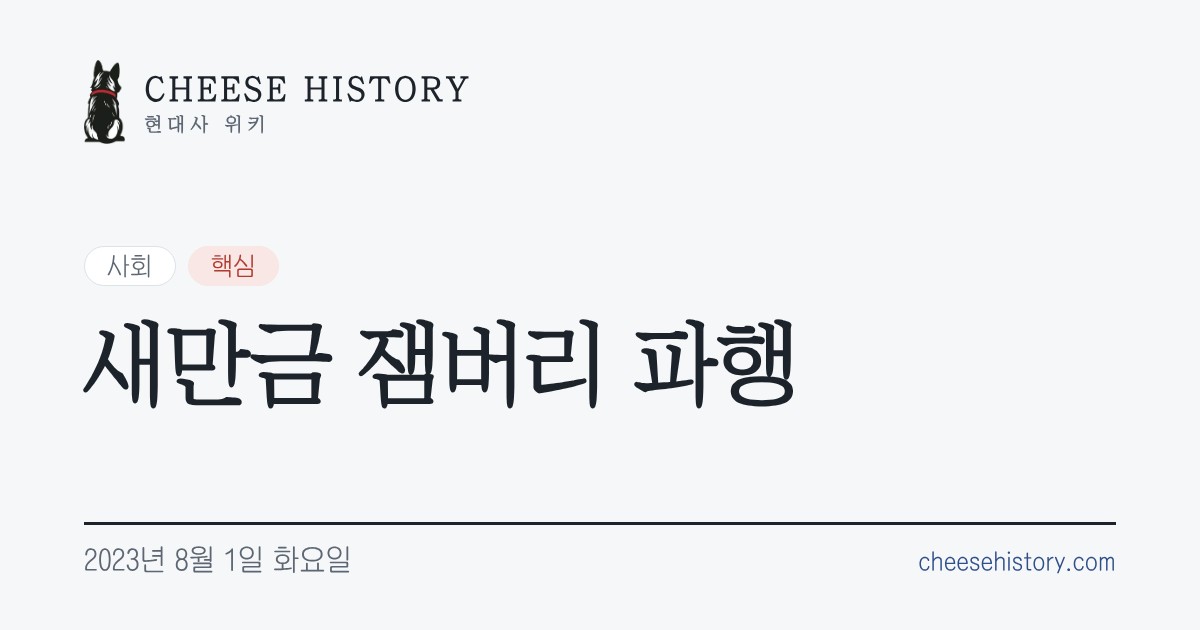 CHEESE HISTORY
현대사 위키
사회 핵심
새만금 잼버리 파행
2023년 8월 1일 화요일
cheesehistory.com